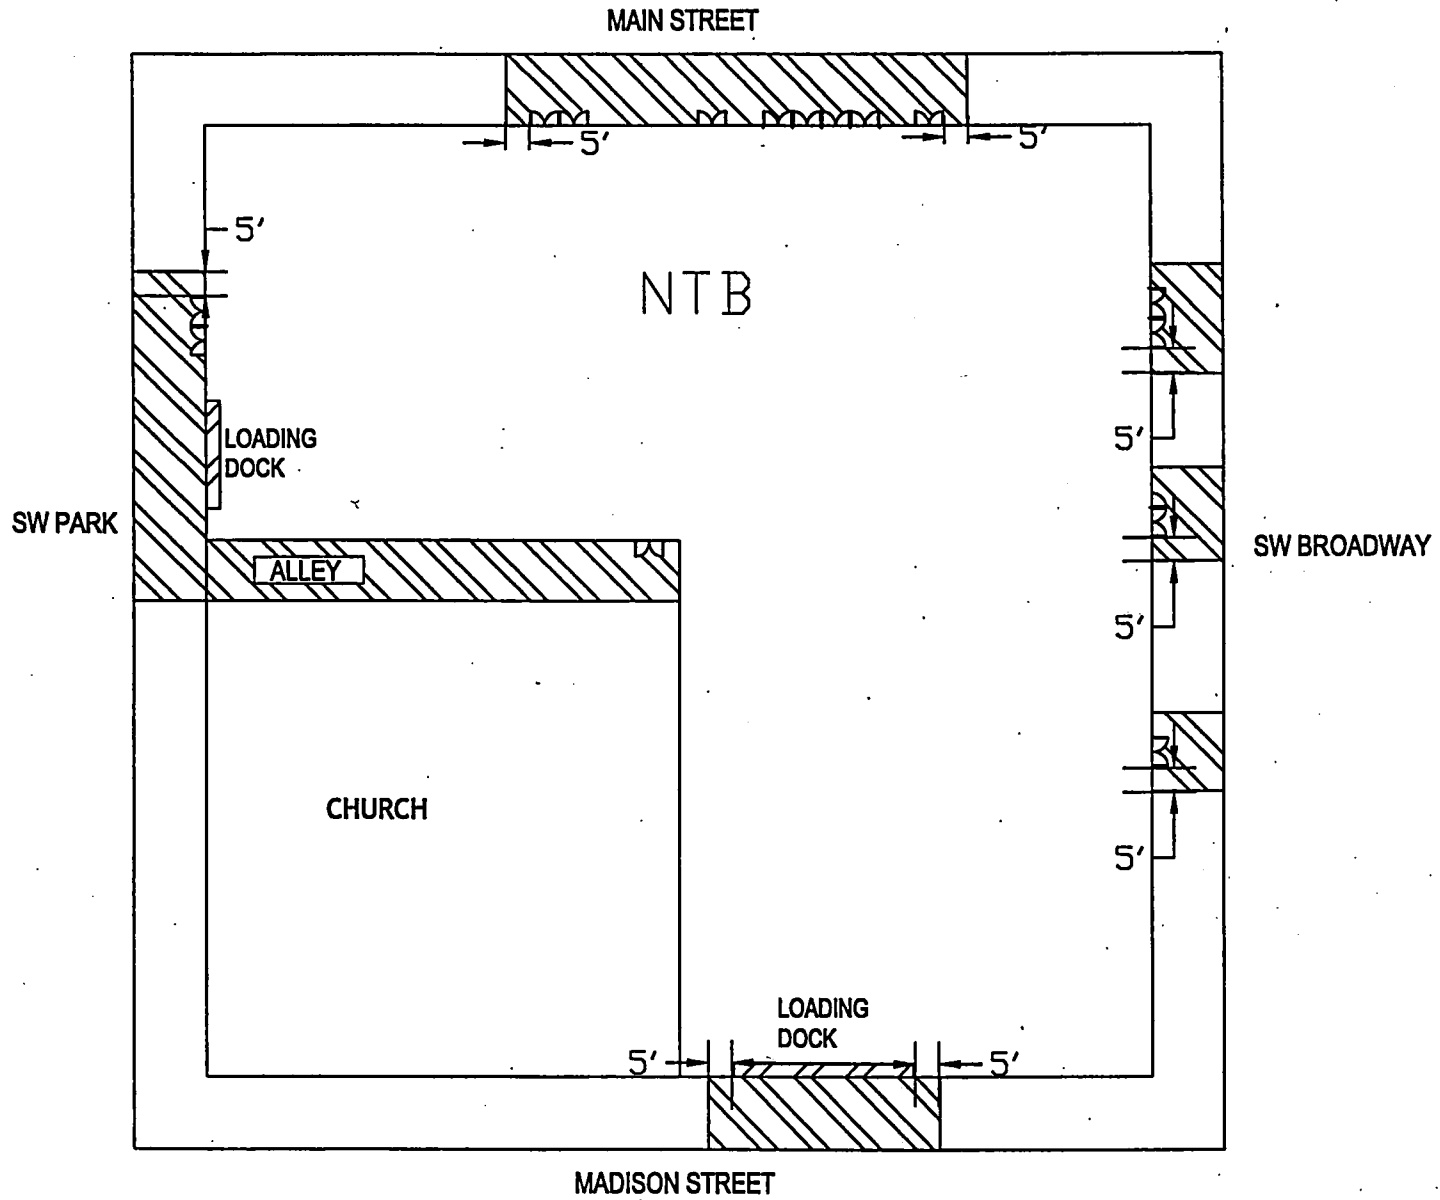 MAIN STREET
5'
5'
5'
NTB
5'
LOADING
DOCK
SW PARK
SW BROADWAY
ALLEY
5'
CHURCH
5'
LOADING
DOCK
5'
5'
MADISON STREET